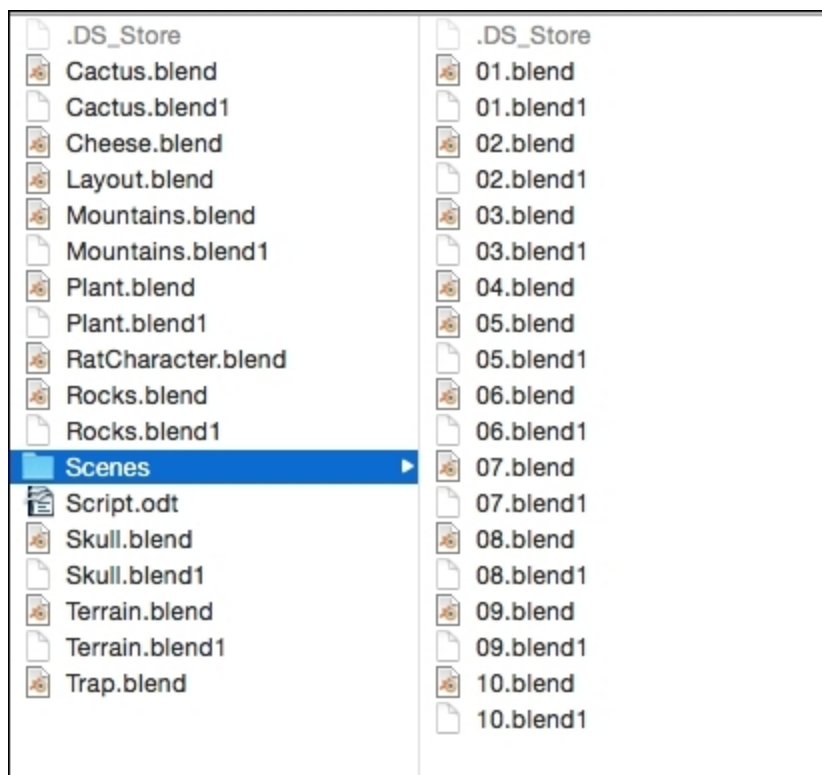 .DS_Store
Cactus.blend
Cactus.blend1
Cheese.blend
Layout.blend
Mountains.blend
Mountains.blend1
Plant.blend
Plant.blend1
RatCharacter.blend
Rocks.blend
Rocks.blend1
Scenes
Script.odt
Skull.blend
Skull.blend1
Terrain.blend
Terrain.blend1
Trap.blend
.DS_Store
01.blend
01.blend1
02.blend
02.blend1
03.blend
03.blend1
04.blend
05.blend
05.blend1
06.blend
06.blend1
07.blend
07.blend1
08.blend
08.blend1
09.blend
09.blend1
10.blend
10.blend1